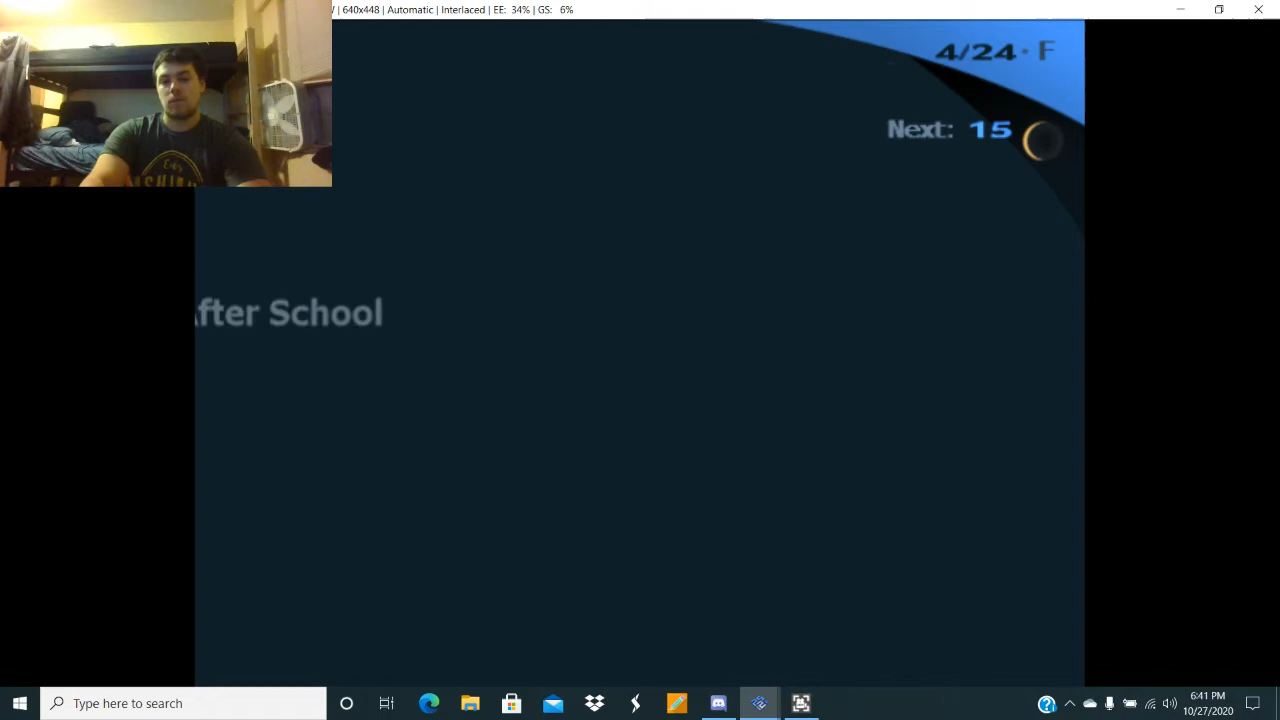 | 640x448 | Automatic | Interlaced | EE: 34% | GS: 6%
4/24 · F
Next: 15
fter School
Type here to search
6:41 PM
10/27/2020